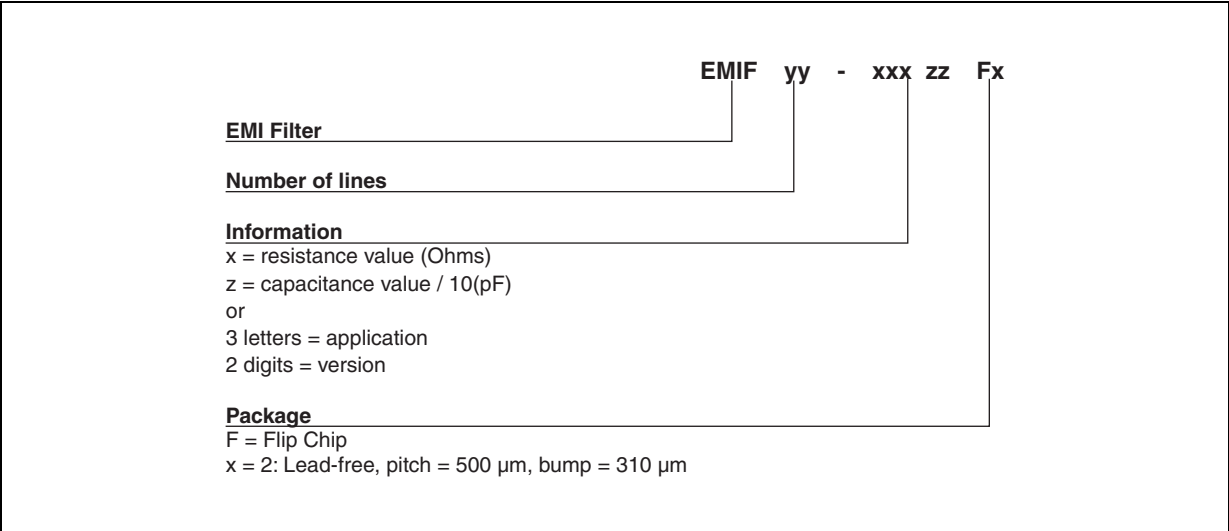 EMIF yy - xxx zz Fx
EMI Filter
Number of lines
Information
x = resistance value (Ohms)
z = capacitance value / 10(pF)
or
3 letters = application
2 digits = version
Package
F = Flip Chip
x = 2: Lead-free, pitch = 500 µm, bump = 310 µm